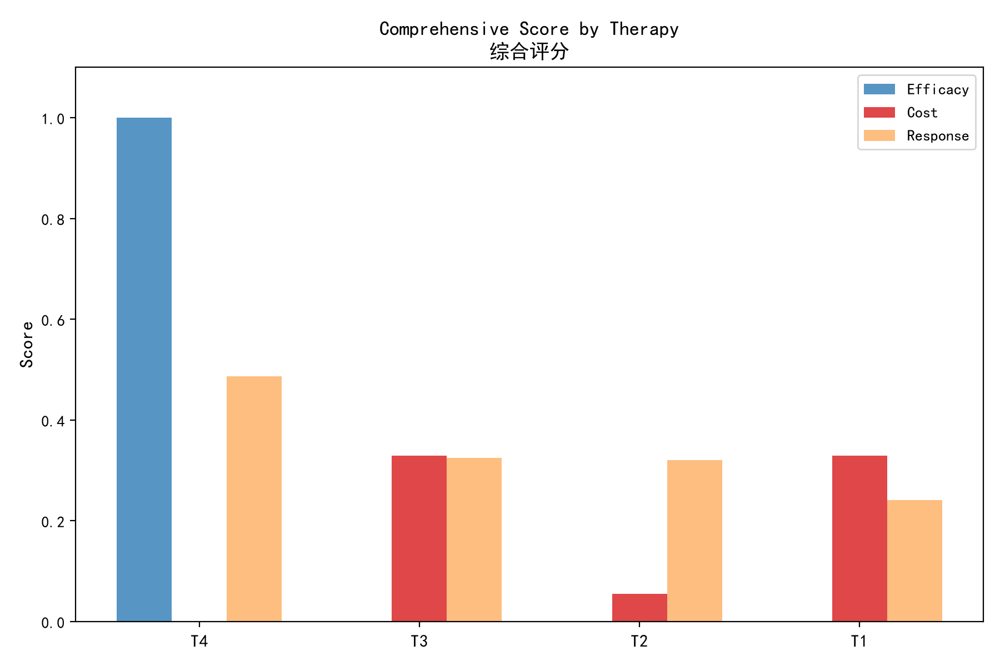 Comprehensive Score by Therapy
综合评分
Efficacy
Cost
Response
Score
1.0
0.8
0.6
0.4
0.2
0.0
T4 T3 T2 T1